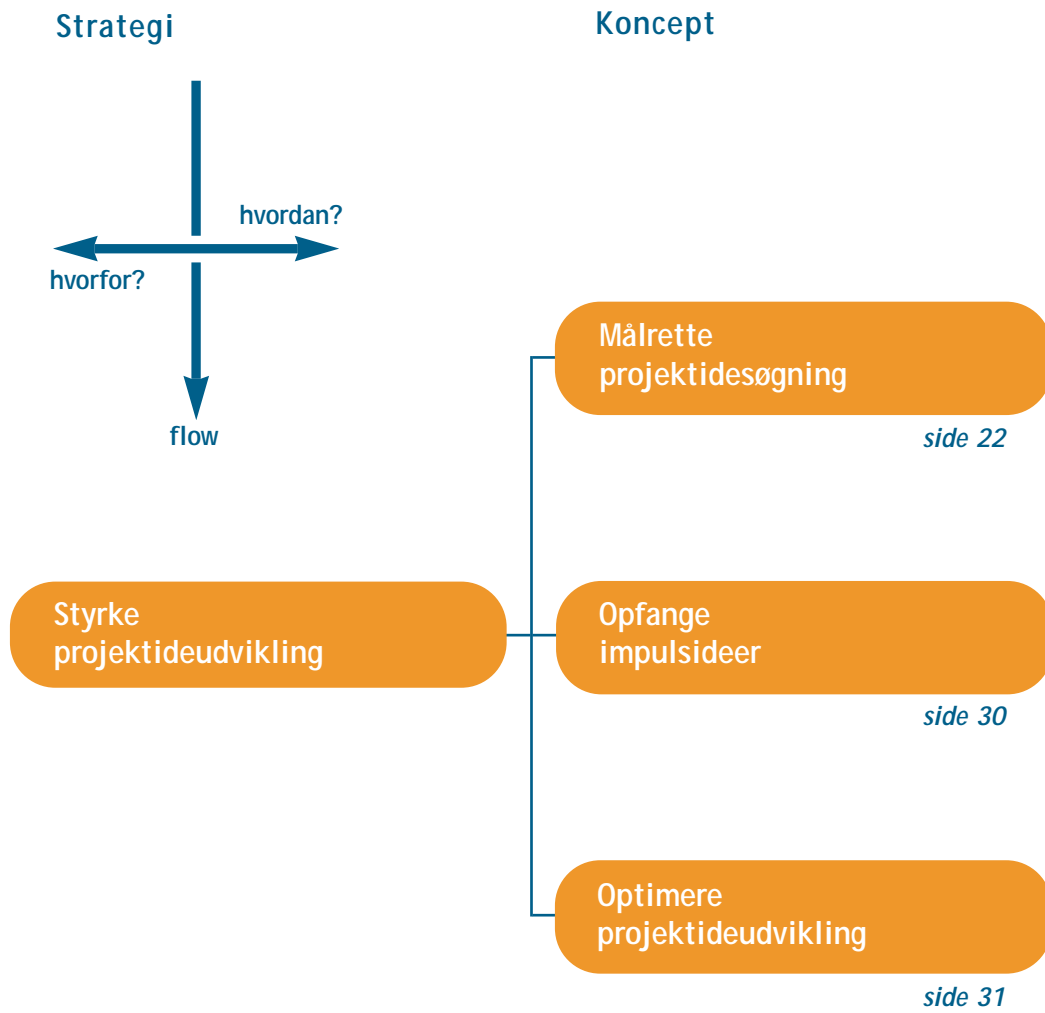 Strategi
Koncept
hvordan?
hvorfor?
flow
Målrette
projektidesøgning
side 22
Styrke
projektideudvikling
Opfange
impulsideer
side 30
Optimere
projektideudvikling
side 31